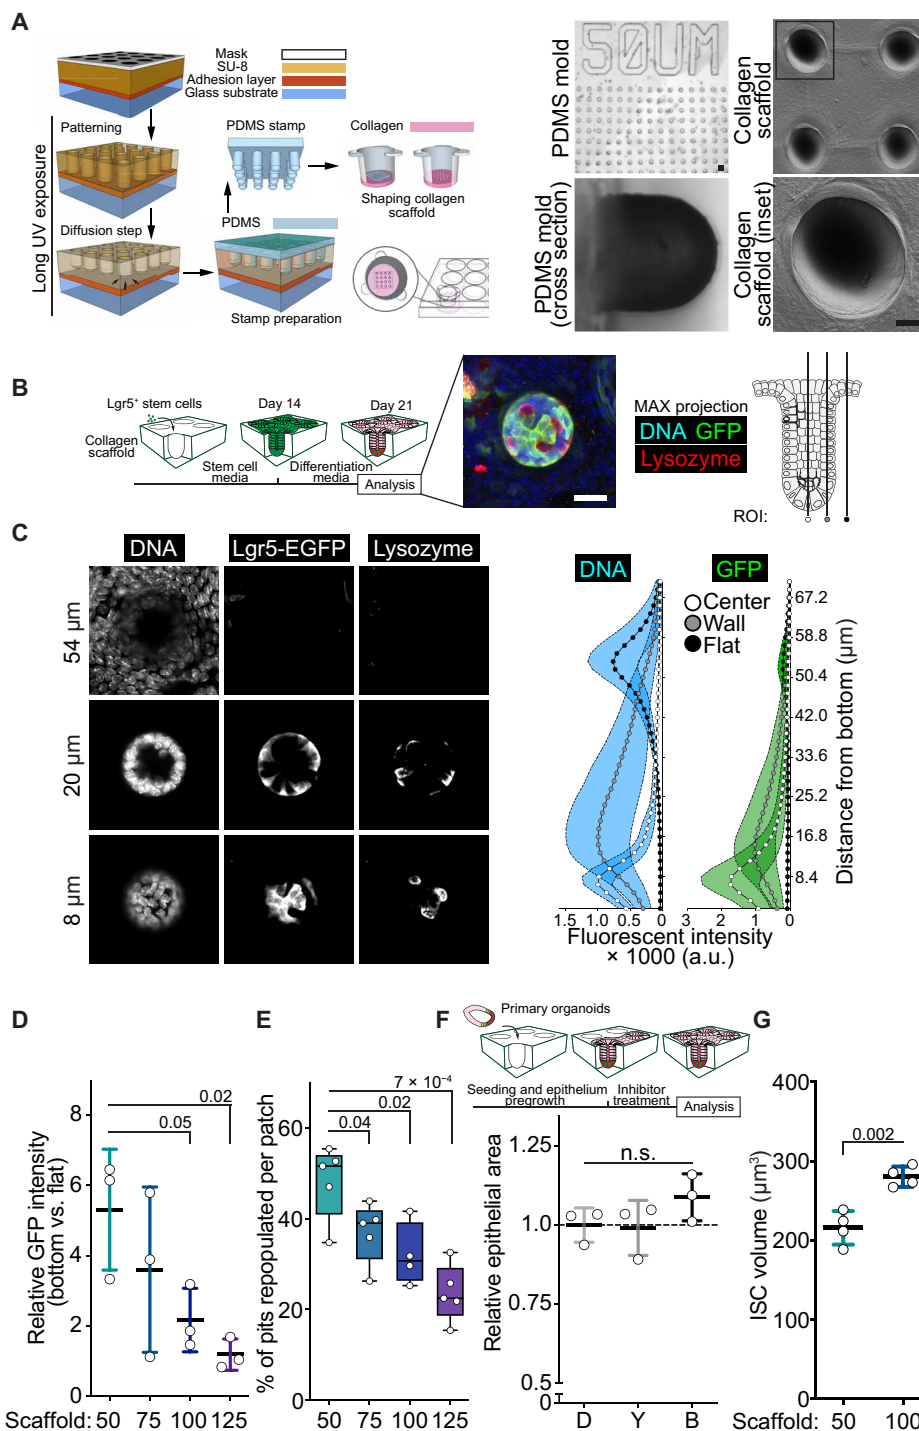 A
Mask
SU-8
Adhesion layer
Glass substrate
Long UV exposure
Patterning
Diffusion step
PDMS stamp
PDMS
Stamp preparation
Collagen
Shaping collagen
scaffold
PDMS mold
50UM
Collagen
scaffold
PDMS mold
(cross section)
Collagen
scaffold (inset)
B
Lgr5+ stem cells
Collagen
scaffold
Day 14
Day 21
Stem cell
media
Differentiation
media
Analysis
MAX projection
DNA GFP
Lysozyme
ROI:
C
DNA
Lgr5-EGFP
Lysozyme
54 µm
20 µm
8 µm
DNA
GFP
Center
Wall
Flat
67.2
58.8
50.4
42.0
33.6
25.2
16.8
8.4
Distance from bottom (µm)
1.5 1.0 0.5 0
3 2 1 0
Fluorescent intensity
× 1000 (a.u.)
D
Relative GFP intensity
(bottom vs. flat)
8
6
4
2
0
0.02
0.05
Scaffold: 50 75 100 125
E
% of pits repopulated per patch
60
40
20
0
7 × 10⁻⁴
0.02
0.04
50 75 100 125
F
Primary organoids
Seeding and epithelium
pregrowth
Inhibitor
treatment
Analysis
Relative epithelial area
1.25
1.0
0.75
0.5
0
n.s.
D Y B
G
ISC volume (µm³)
400
300
200
100
0
0.002
Scaffold: 50 100